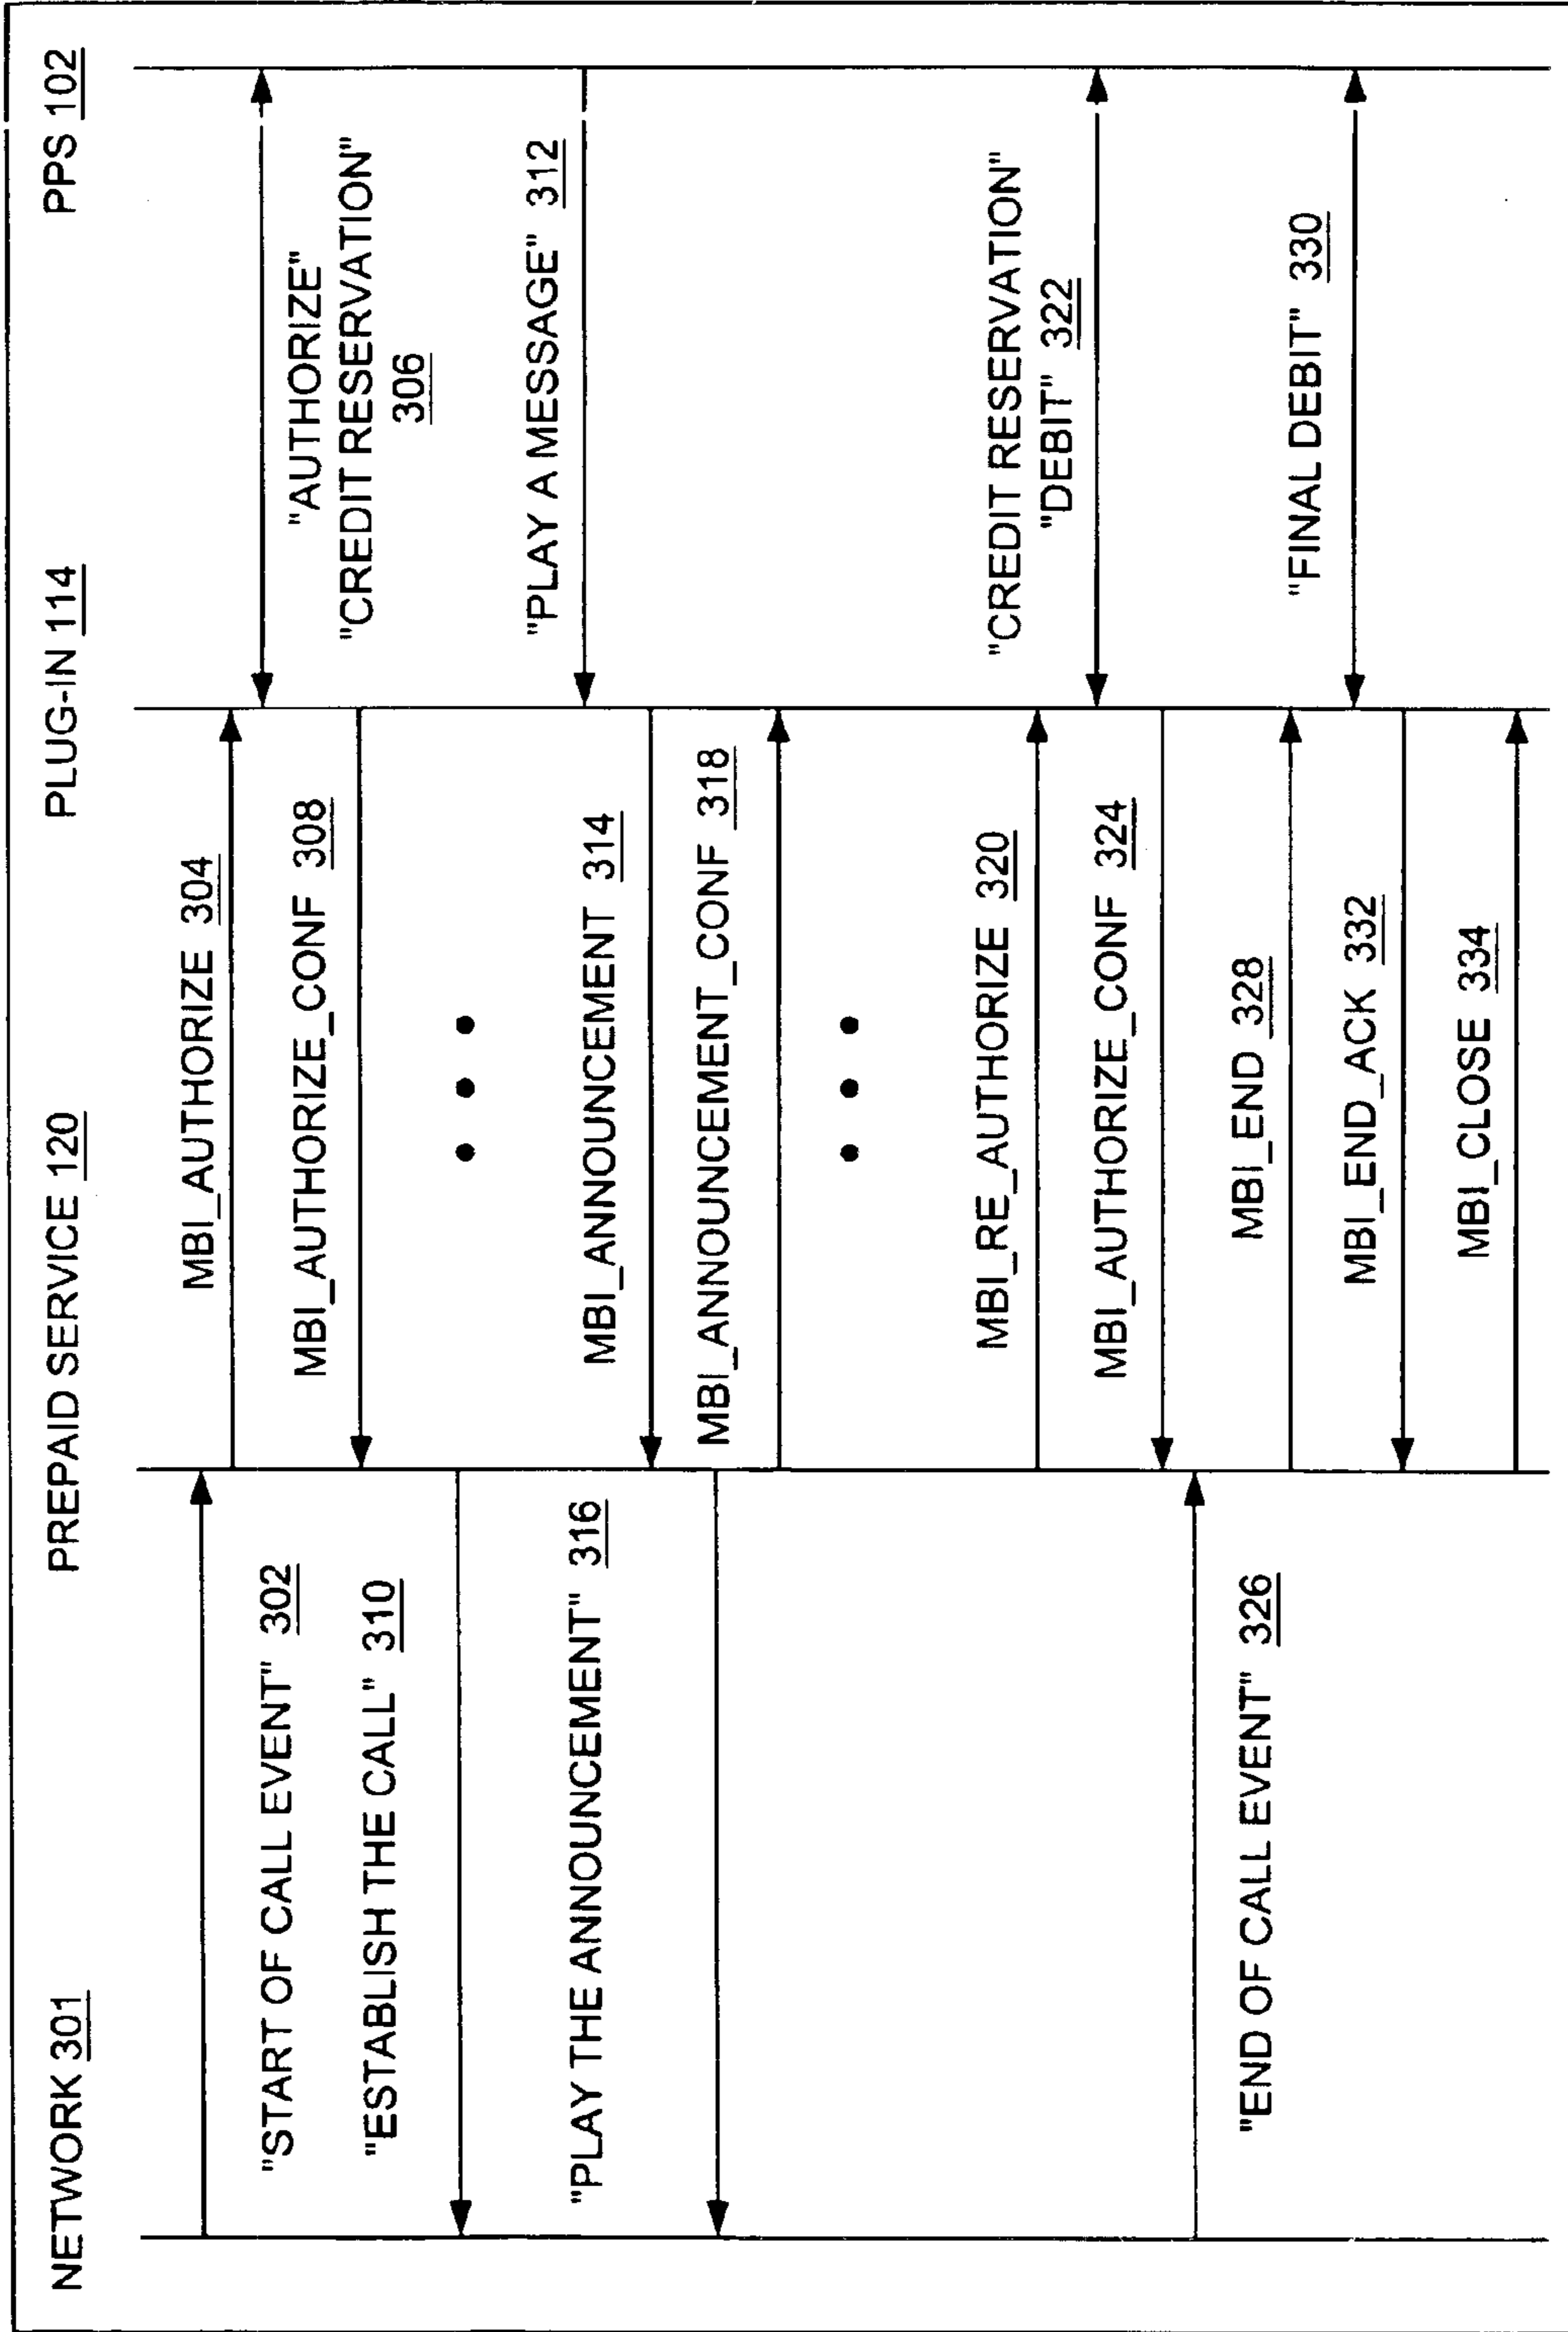 NETWORK 301
PREPAID SERVICE 120
PLUG-IN 114
PPS 102
"START OF CALL EVENT" 302
MBI_AUTHORIZE 304
"AUTHORIZE"
"CREDIT RESERVATION"
306
MBI_AUTHORIZE_CONF 308
"ESTABLISH THE CALL" 310
"PLAY A MESSAGE" 312
MBI_ANNOUNCEMENT 314
"PLAY THE ANNOUNCEMENT" 316
MBI_ANNOUNCEMENT_CONF 318
MBI_RE_AUTHORIZE 320
"CREDIT RESERVATION"
"DEBIT" 322
MBI_AUTHORIZE_CONF 324
"END OF CALL EVENT" 326
MBI_END 328
"FINAL DEBIT" 330
MBI_END_ACK 332
MBI_CLOSE 334